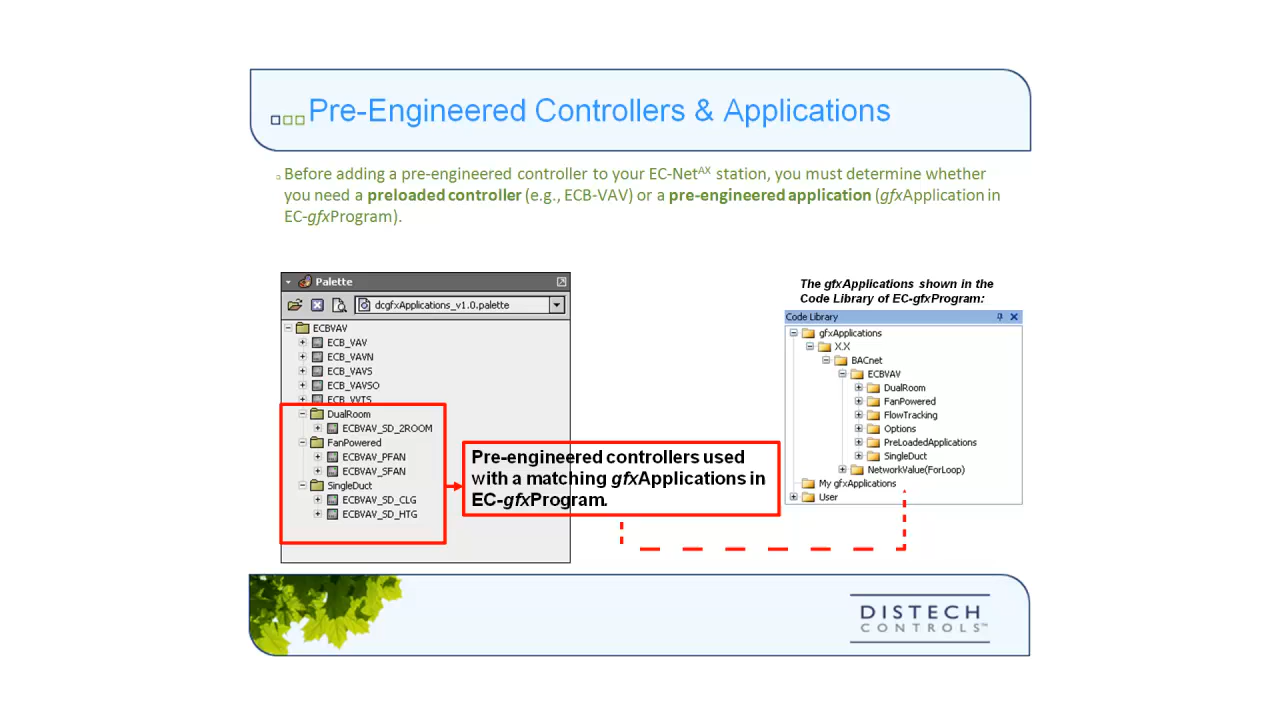 Pre-Engineered Controllers & Applications
Before adding a pre-engineered controller to your EC-Netᴬˣ station, you must determine whether
you need a preloaded controller (e.g., ECB-VAV) or a pre-engineered application (gfxApplication in
EC-gfxProgram).
Palette
dcgfxApplications_v1.0.palette
ECBVAV
ECB_VAV
ECB_VAVN
ECB_VAVS
ECB_VAVSO
ECB_VVTS
DualRoom
ECBVAV_SD_2ROOM
FanPowered
ECBVAV_PFAN
ECBVAV_SFAN
SingleDuct
ECBVAV_SD_CLG
ECBVAV_SD_HTG
Pre-engineered controllers used
with a matching gfxApplications in
EC-gfxProgram.
The gfxApplications shown in the
Code Library of EC-gfxProgram:
Code Library
gfxApplications
X.X
BACnet
ECBVAV
DualRoom
FanPowered
FlowTracking
Options
PreLoadedApplications
SingleDuct
NetworkValue(ForLoop)
My gfxApplications
User
DISTECH
CONTROLS™